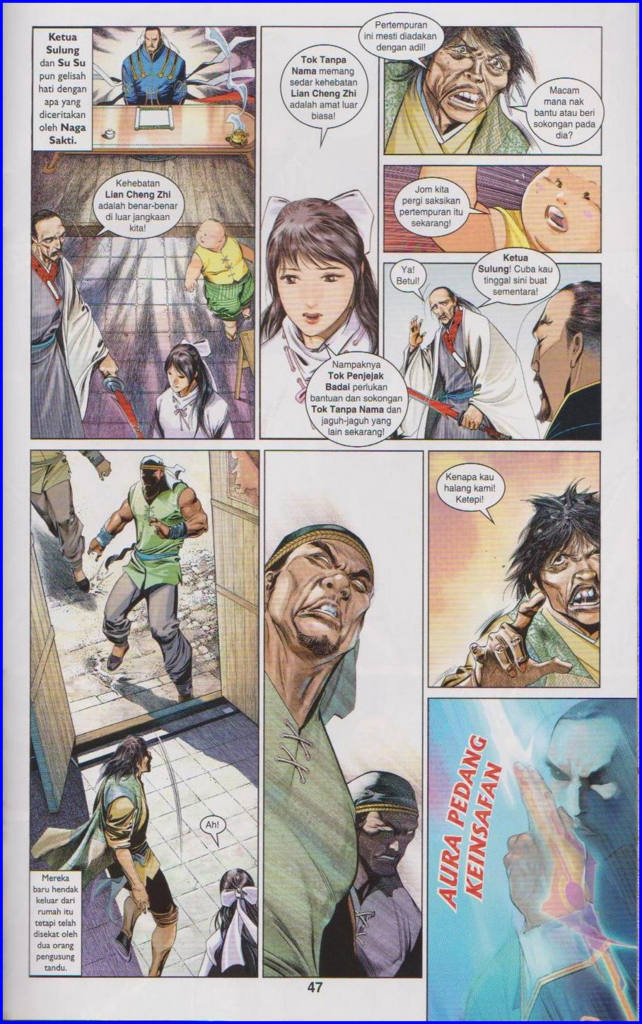 Ketua
Sulung
dan Su Su
pun gelisah
hati dengan
apa yang
diceritakan
oleh Naga
Sakti.
Kehebatan
Lian Cheng Zhi
adalah benar-benar
di luar jangkaan
kita!
Tok Tanpa
Nama memang
sedar kehebatan
Lian Cheng Zhi
adalah amat luar
biasa!
Nampaknya
Tok Penjejak
Badai perlukan
bantuan dan sokongan
Tok Tanpa Nama dan
jaguh-jaguh yang
lain sekarang!
Pertempuran
ini mesti diadakan
dengan adil!
Macam
mana nak
bantu atau beri
sokongan pada
dia?
Jom kita
pergi saksikan
pertempuran itu
sekarang!
Ya!
Betul!
Ketua
Sulung! Cuba kau
tinggal sini buat
sementara!
Ah!
Mereka
baru hendak
keluar dari
rumah itu
tetapi telah
disekat oleh
dua orang
pengusung
tandu.
Kenapa kau
halang kami!
Ketepi!
AURA PEDANG
KEINSAFAN
47